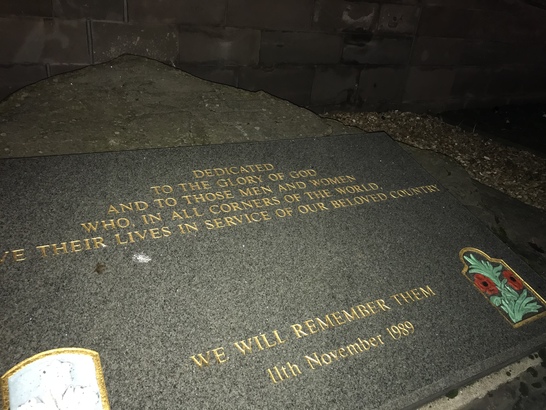 DEDICATED
TO THE GLORY OF GOD
AND TO THOSE MEN AND WOMEN
WHO, IN ALL CORNERS OF THE WORLD,
VE THEIR LIVES IN SERVICE OF OUR BELOVED COUNTRY
WE WILL REMEMBER THEM
11th November 1989